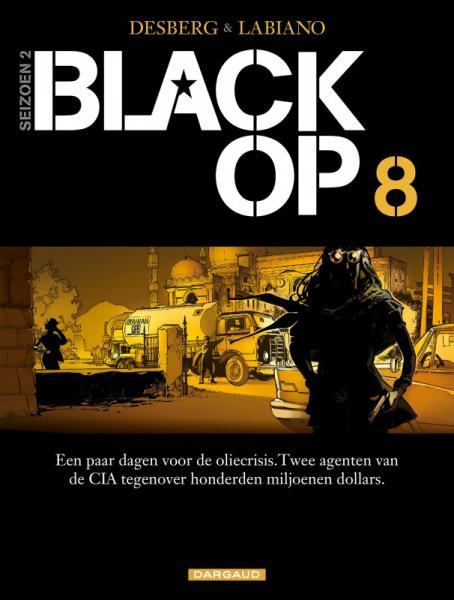 DESBERG & LABIANO
SEIZOEN 2
BLACK
OP 8
IRANIAN
Een paar dagen voor de oliecrisis. Twee agenten van
de CIA tegenover honderden miljoenen dollars.
DARGAUD